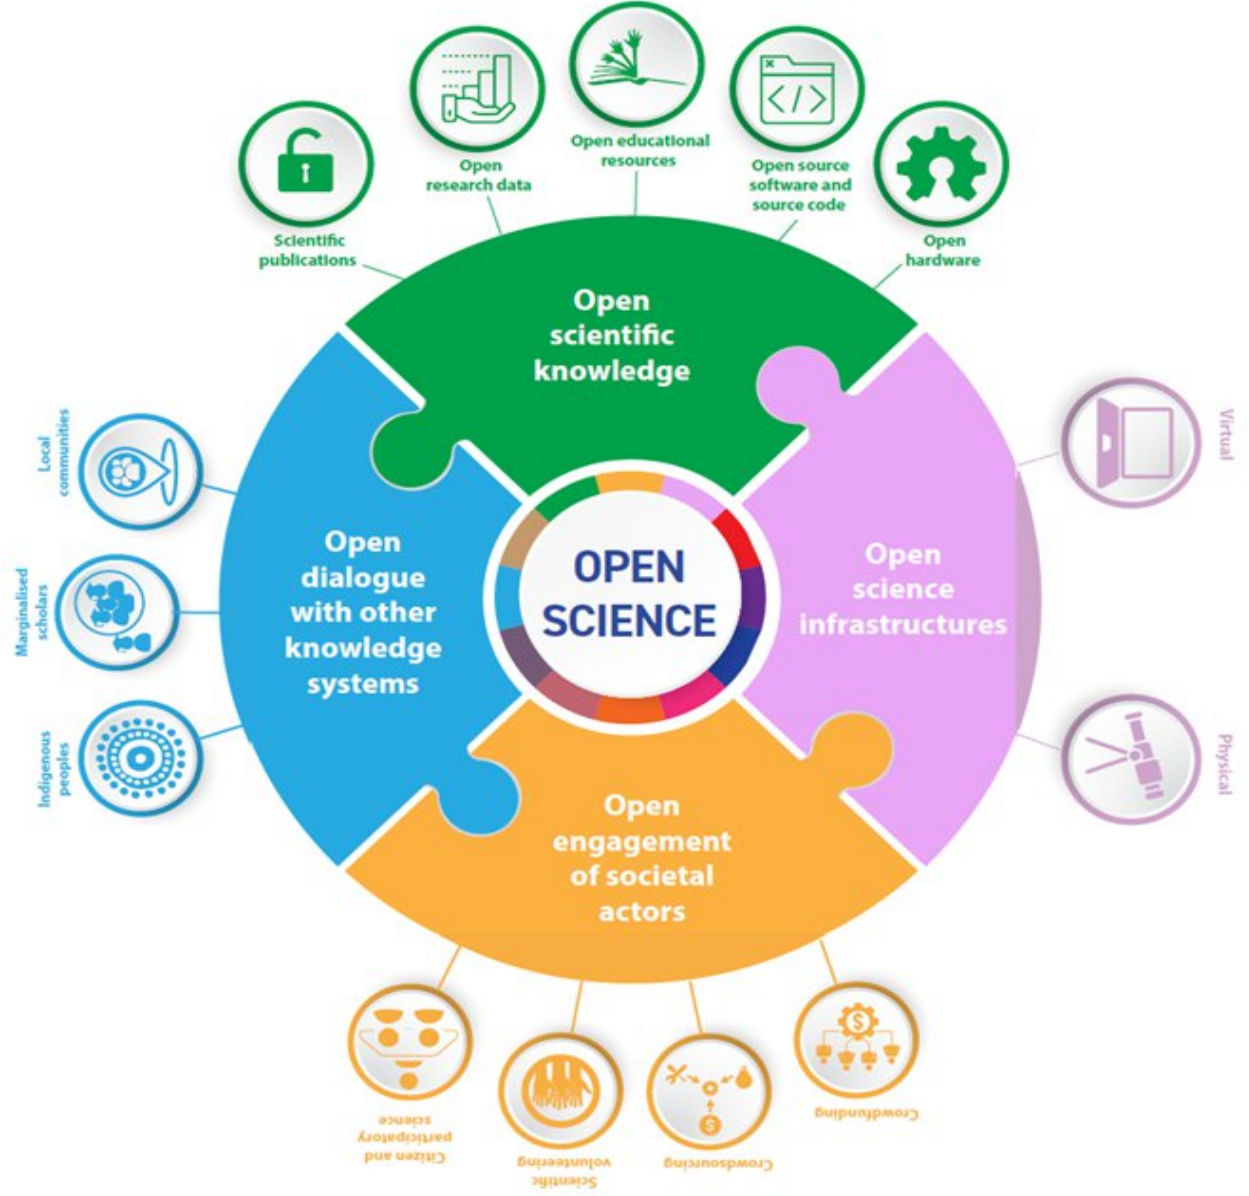 Open educational
resources
Open
research data
Open source
software and
source code
Scientific
publications
Open
hardware
Open
scientific
knowledge
Local
communities
Marginalised
scholars
Indigenous
peoples
Open
dialogue
with other
knowledge
systems
OPEN
SCIENCE
Open
science
infrastructures
Virtual
Physical
Open
engagement
of societal
actors
Citizen and
participatory
science
Scientific
volunteering
Crowdsourcing
Crowdfunding